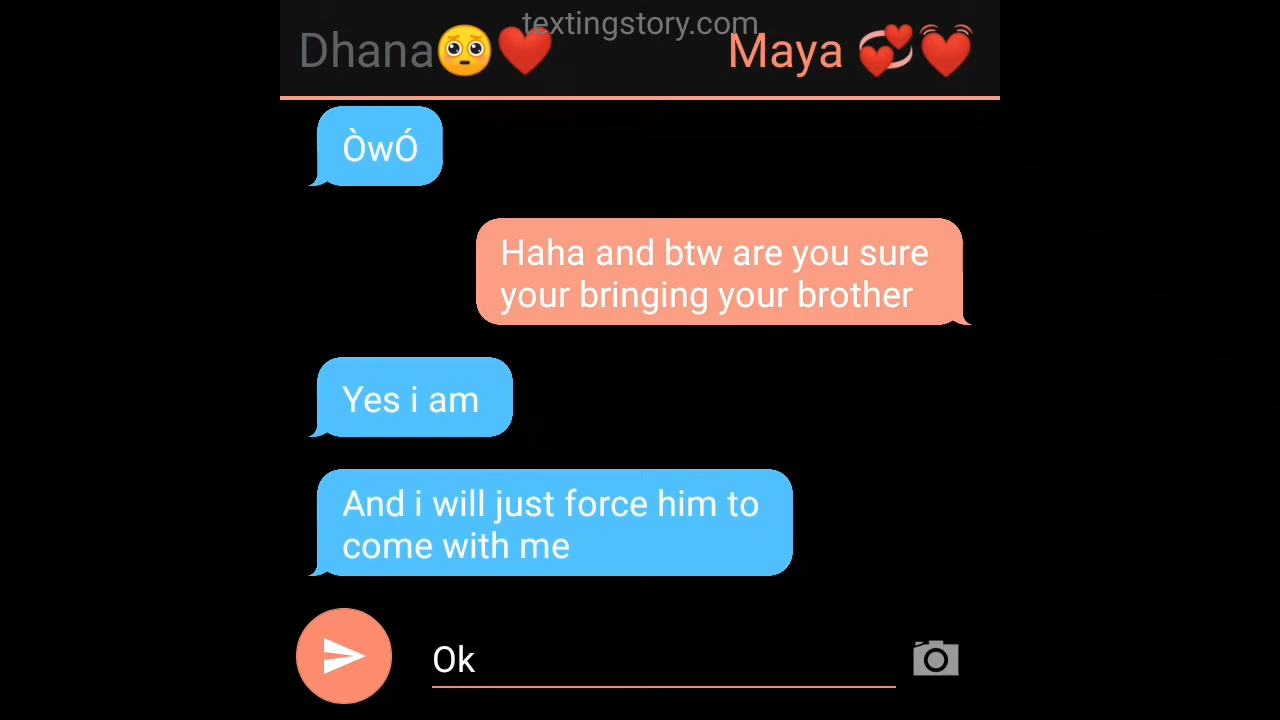 textingstory.com
Dhana🥺❤️ Maya 💞💓
ÒwÓ
Haha and btw are you sure
your bringing your brother
Yes i am
And i will just force him to
come with me
Ok